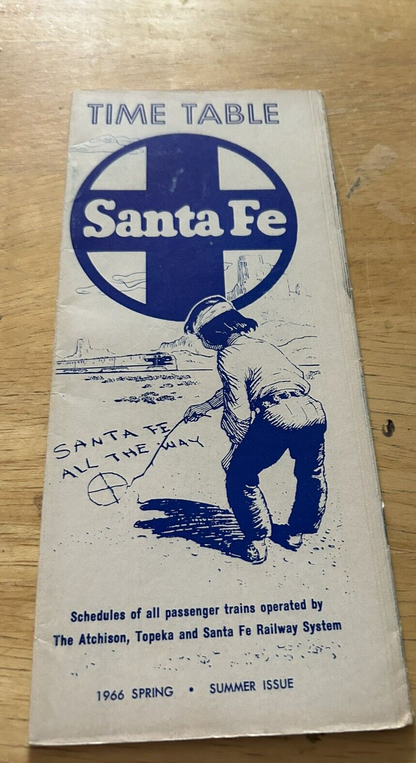 TIME TABLE
Santa Fe
SANTA FE
ALL THE WAY
Schedules of all passenger trains operated by
The Atchison, Topeka and Santa Fe Railway System
1966 SPRING • SUMMER ISSUE